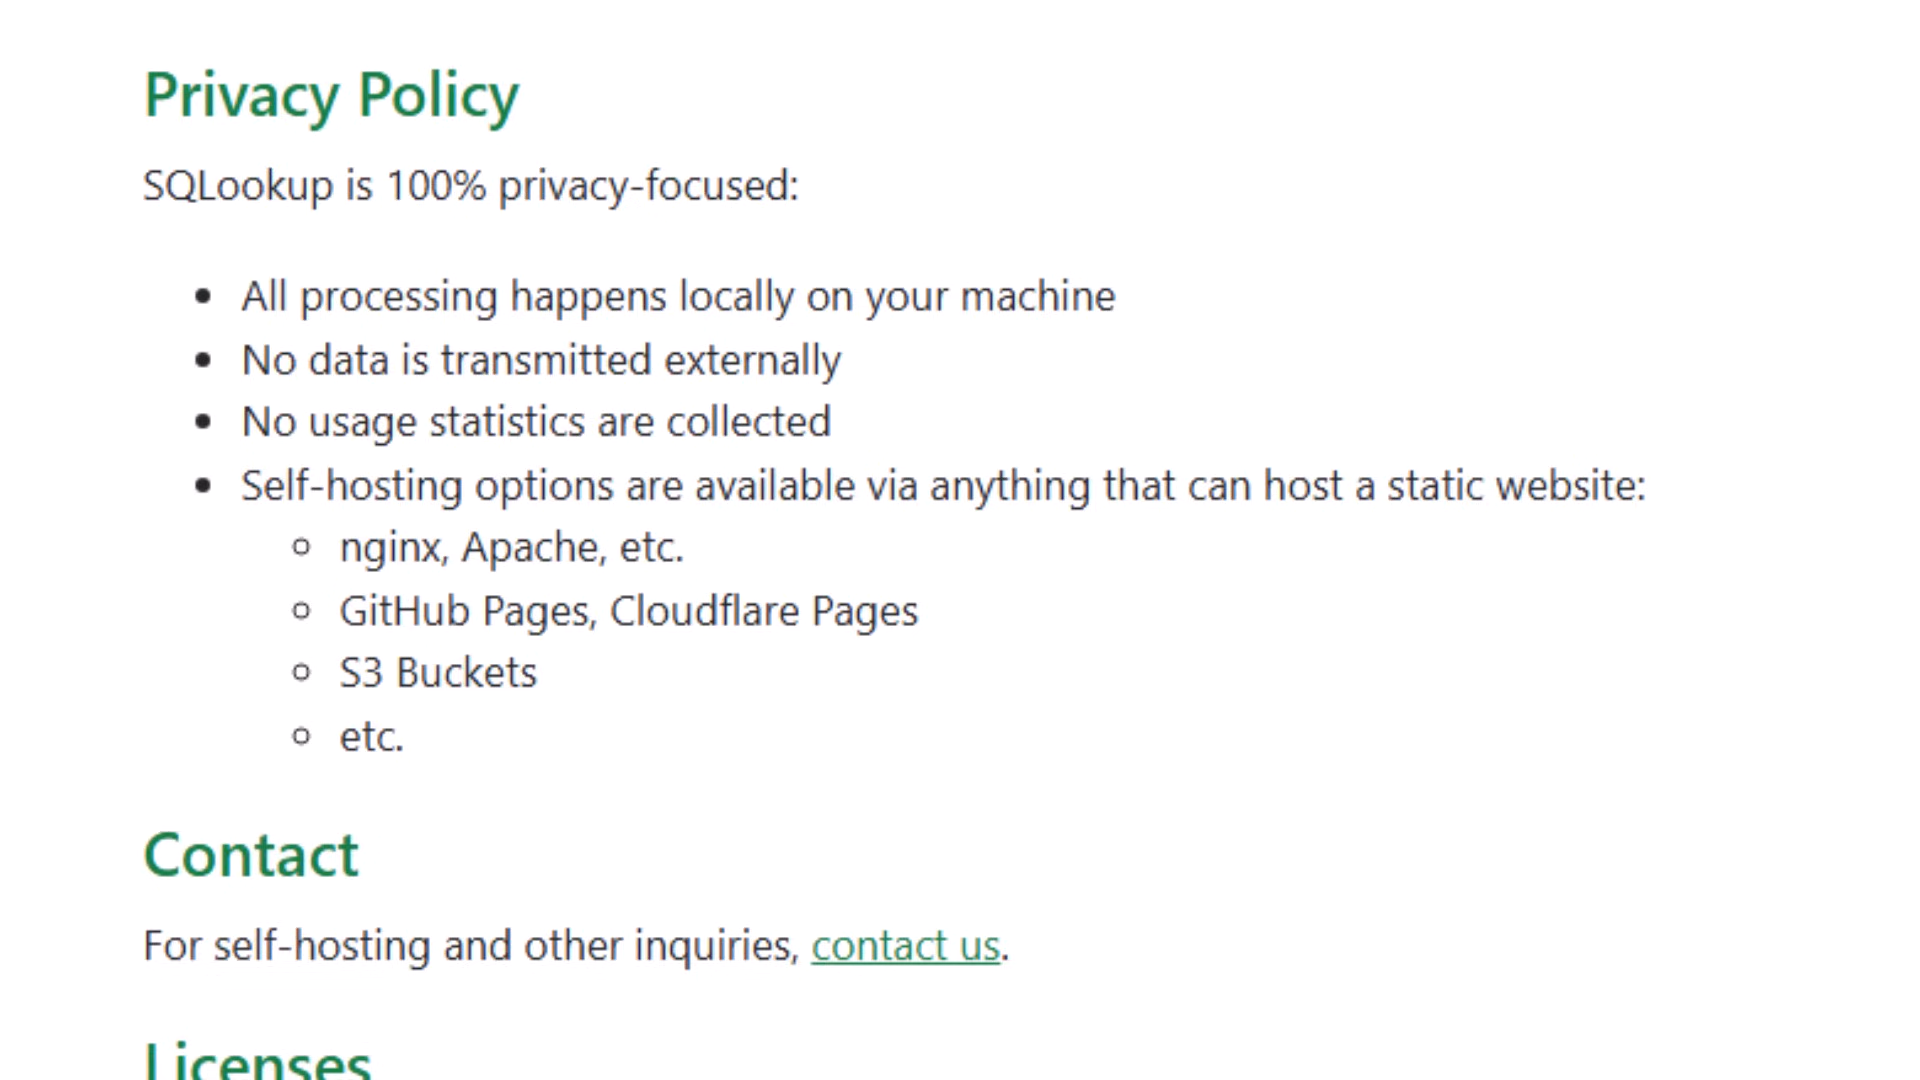 Privacy Policy
SQLookup is 100% privacy-focused:
All processing happens locally on your machine
No data is transmitted externally
No usage statistics are collected
Self-hosting options are available via anything that can host a static website:
nginx, Apache, etc.
GitHub Pages, Cloudflare Pages
S3 Buckets
etc.
Contact
For self-hosting and other inquiries, contact us.
Licenses